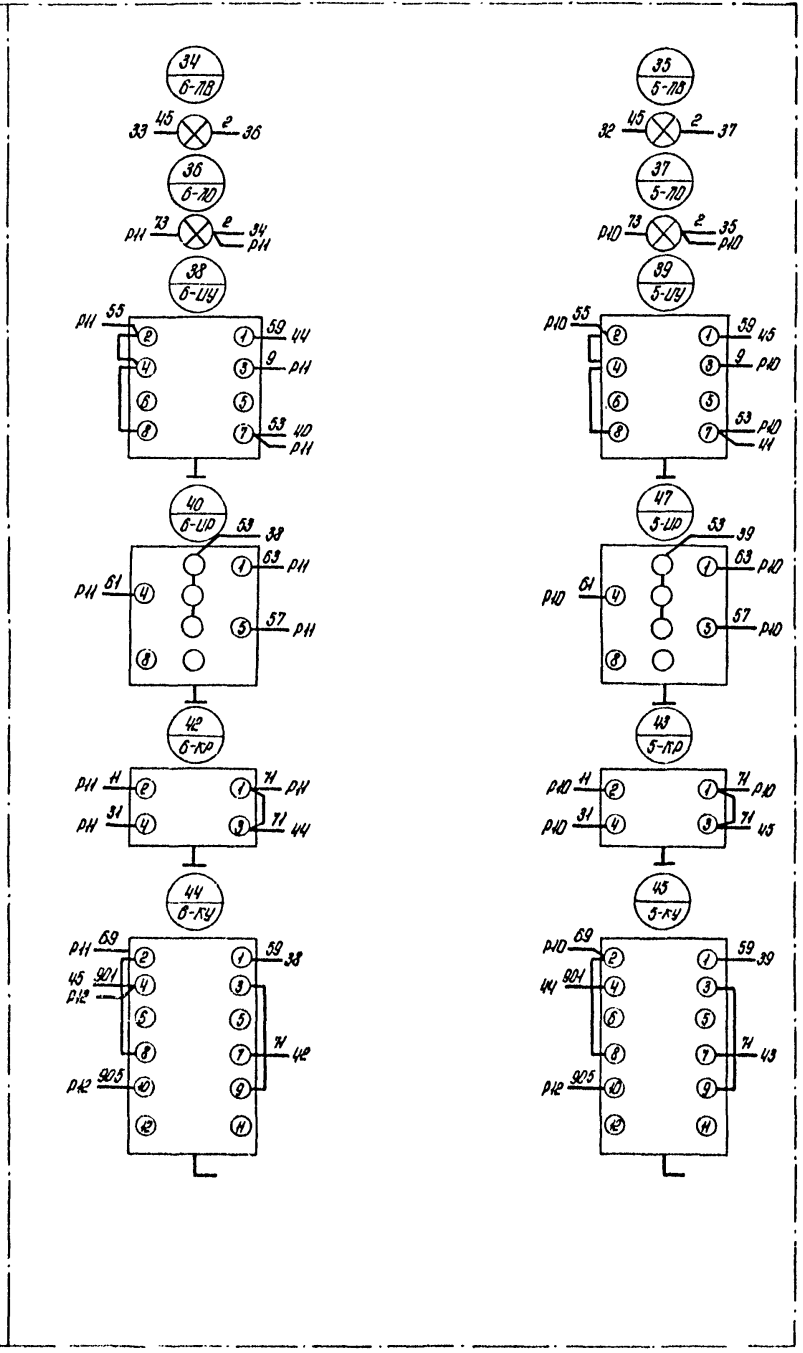 34
6-ЛВ
33 45 2 36
36
6-ЛО
Р11 73 2 34
Р11
38
6-ИУ
Р11 55 2 1 59 44
4 3 9 Р11
6 5
8 7 53 40
Р11
40
6-ИР
53 38
1 63 Р11
Р11 61 4
5 57 Р11
8
42
6-КР
Р11 11 2 1 71 Р11
Р11 31 4 3 71 44
44
6-КУ
Р11 69 2 1 59 38
45 901 4 3
Р12
5 5
8 7 71 42
Р12 905 10 9
12 11
35
5-ЛВ
32 45 2 37
37
5-ЛО
Р10 73 2 35
Р10
39
5-ИУ
Р10 55 2 1 59 45
4 3 9 Р10
6 5
8 7 53 Р10
41
47
5-ИР
53 39
1 63 Р10
Р10 61 4
5 57 Р10
8
43
5-КР
Р10 11 2 1 71 Р10
Р10 31 4 3 71 45
45
5-КУ
Р10 69 2 1 59 39
44 901 4 3
6 5
8 7 71 43
Р12 905 10 9
12 11